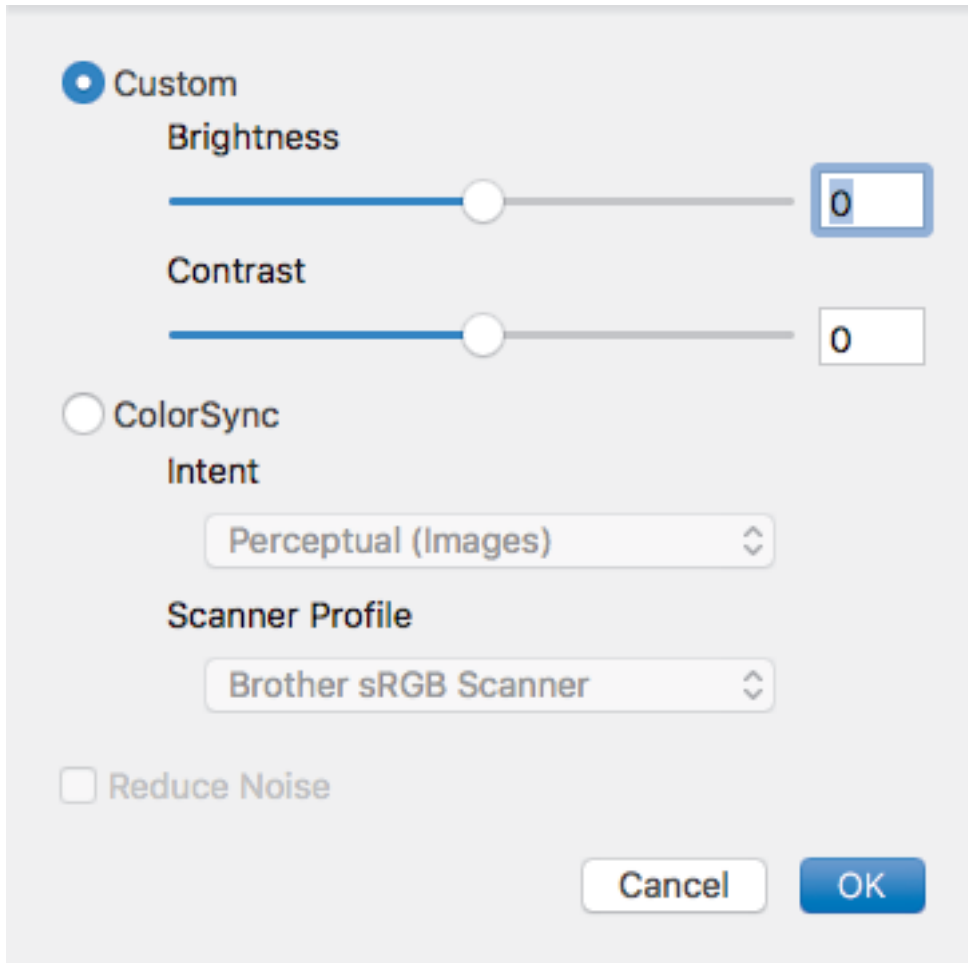 Custom
Brightness
0
Contrast
0
ColorSync
Intent
Perceptual (Images)
Scanner Profile
Brother sRGB Scanner
Reduce Noise
Cancel OK